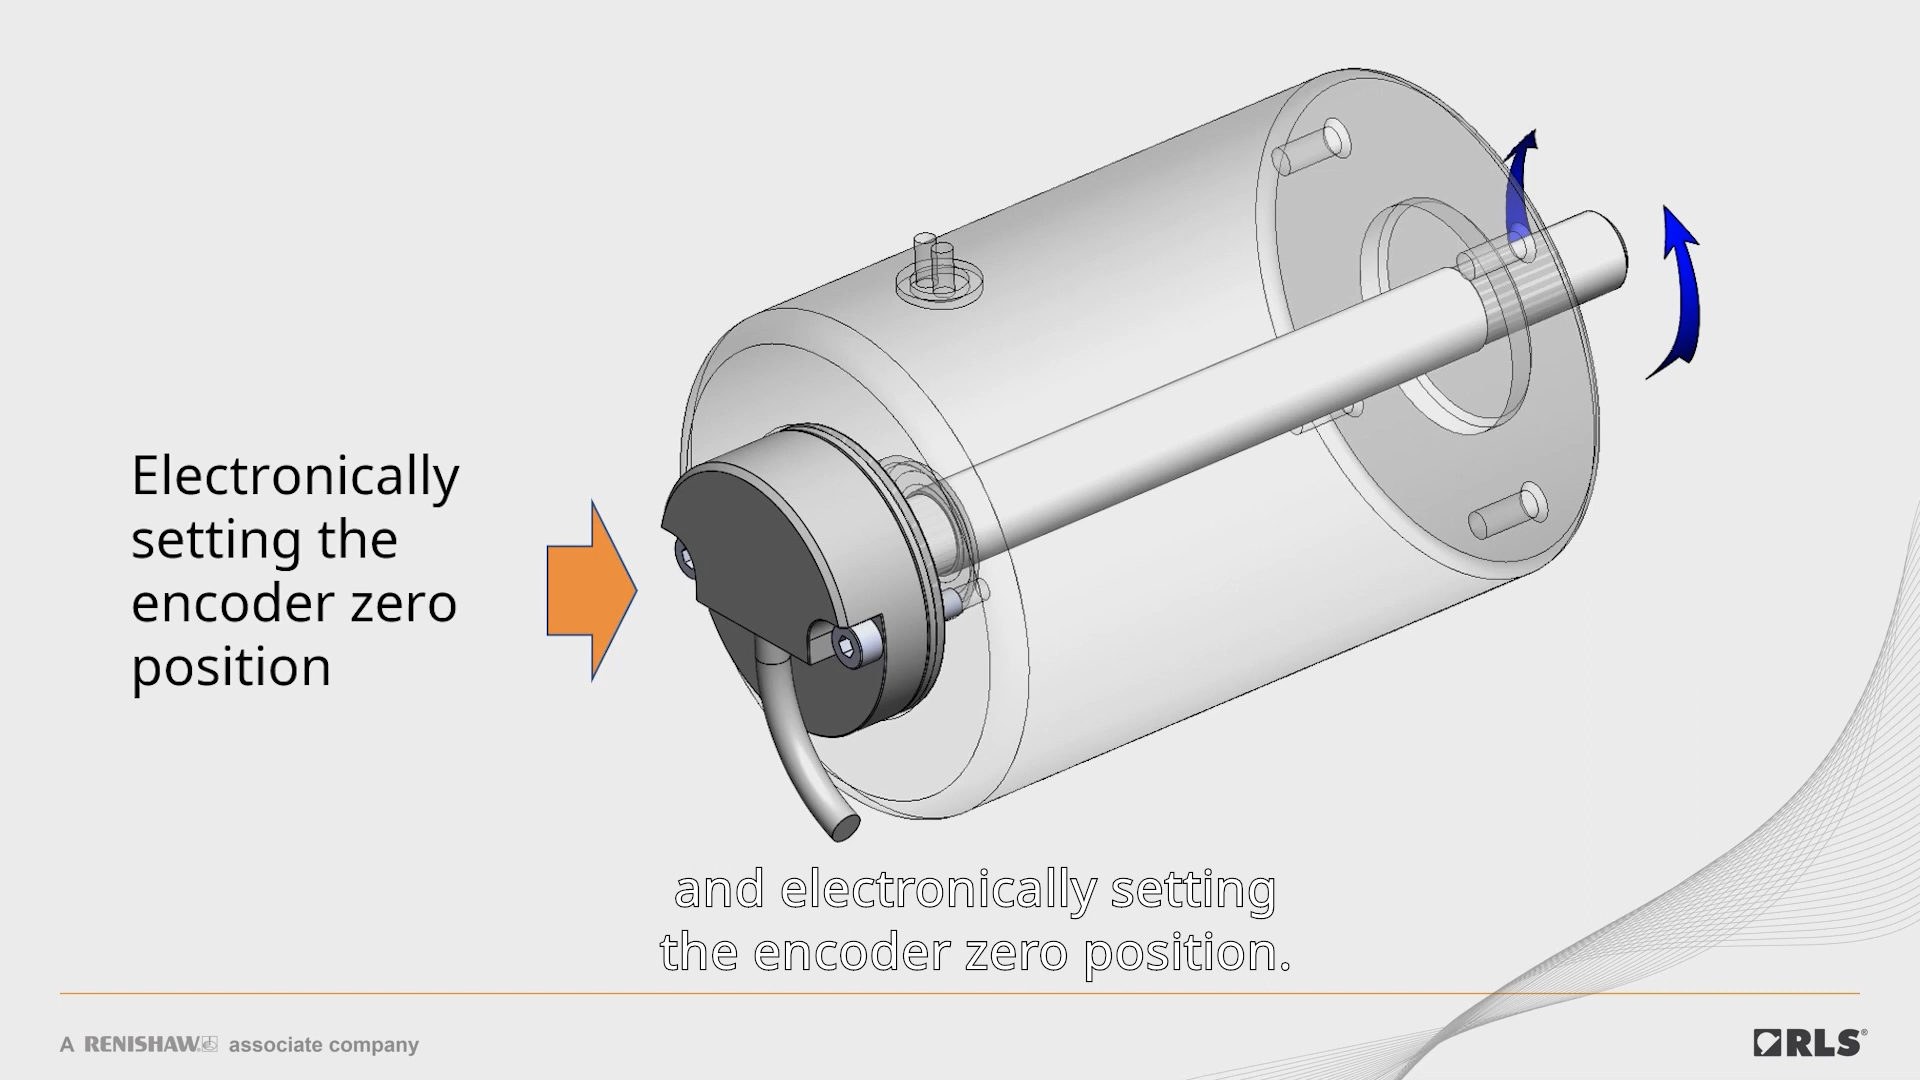 Electronically
setting the
encoder zero
position
and electronically setting
the encoder zero position.
A RENISHAW associate company
RLS®